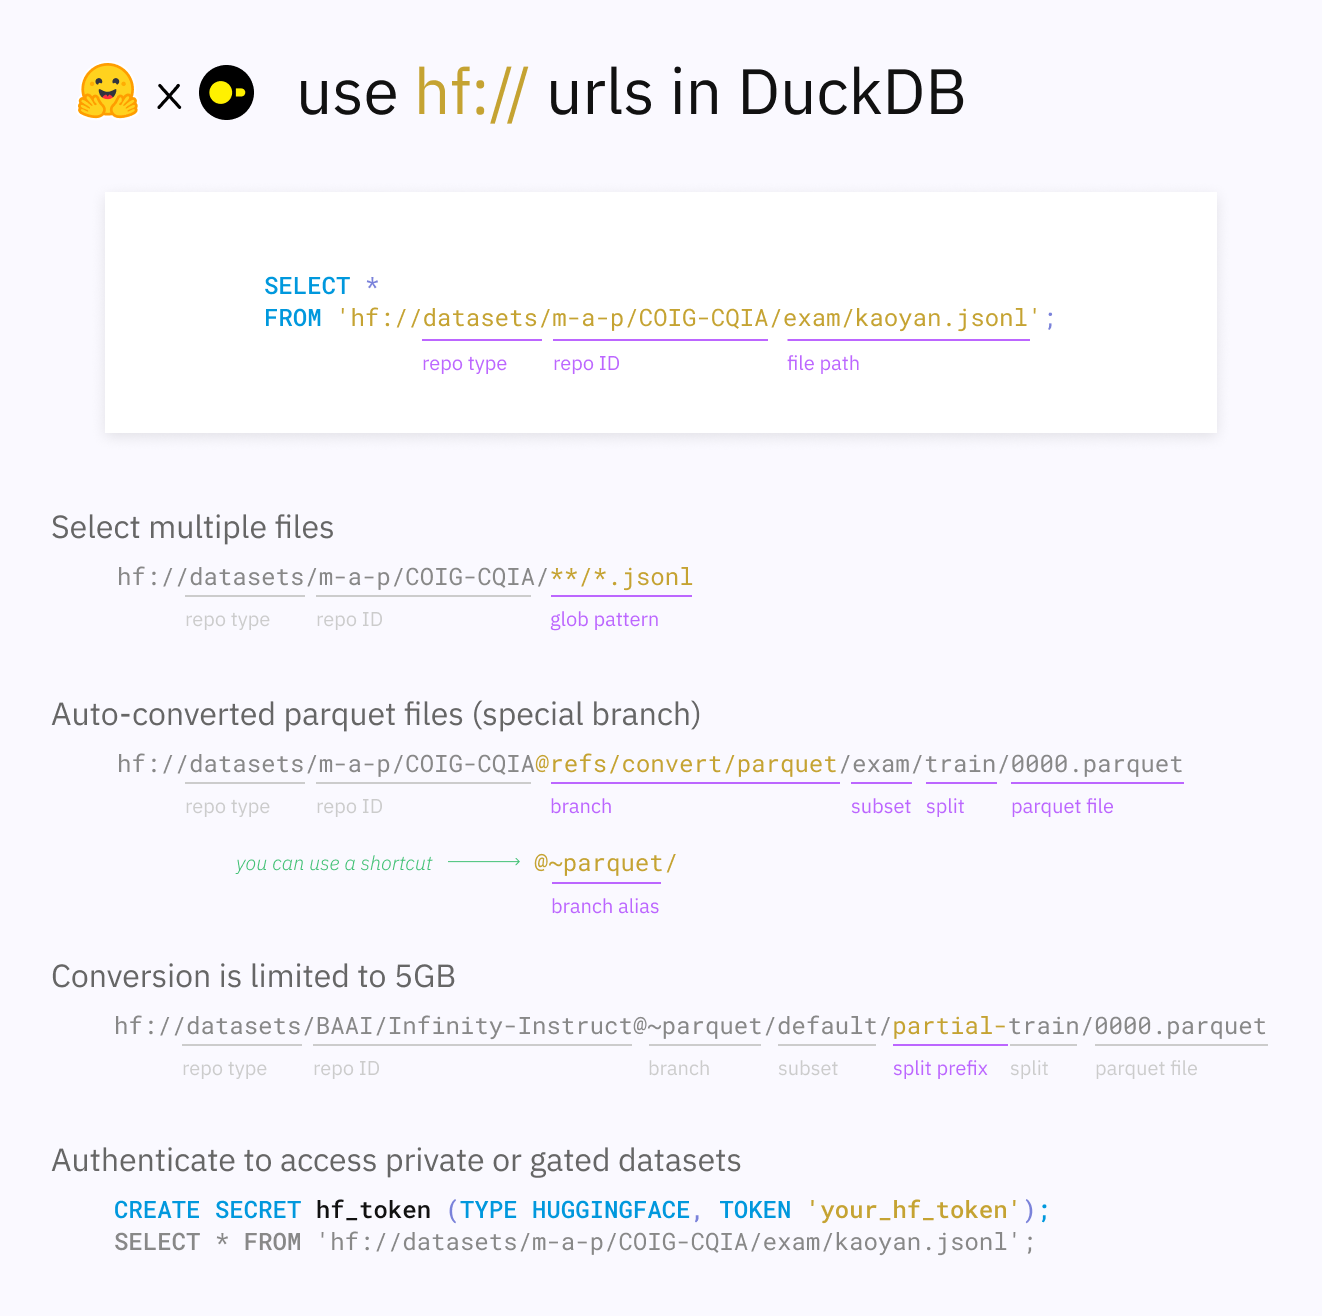 x use hf:// urls in DuckDB
SELECT *
FROM 'hf://datasets/m-a-p/COIG-CQIA/exam/kaoyan.jsonl';
repo type repo ID file path
Select multiple files
hf://datasets/m-a-p/COIG-CQIA/**/*.jsonl
repo type repo ID glob pattern
Auto-converted parquet files (special branch)
hf://datasets/m-a-p/COIG-CQIA@refs/convert/parquet/exam/train/0000.parquet
repo type repo ID branch subset split parquet file
you can use a shortcut @~parquet/
branch alias
Conversion is limited to 5GB
hf://datasets/BAAI/Infinity-Instruct@~parquet/default/partial-train/0000.parquet
repo type repo ID branch subset split prefix split parquet file
Authenticate to access private or gated datasets
CREATE SECRET hf_token (TYPE HUGGINGFACE, TOKEN 'your_hf_token');
SELECT * FROM 'hf://datasets/m-a-p/COIG-CQIA/exam/kaoyan.jsonl';